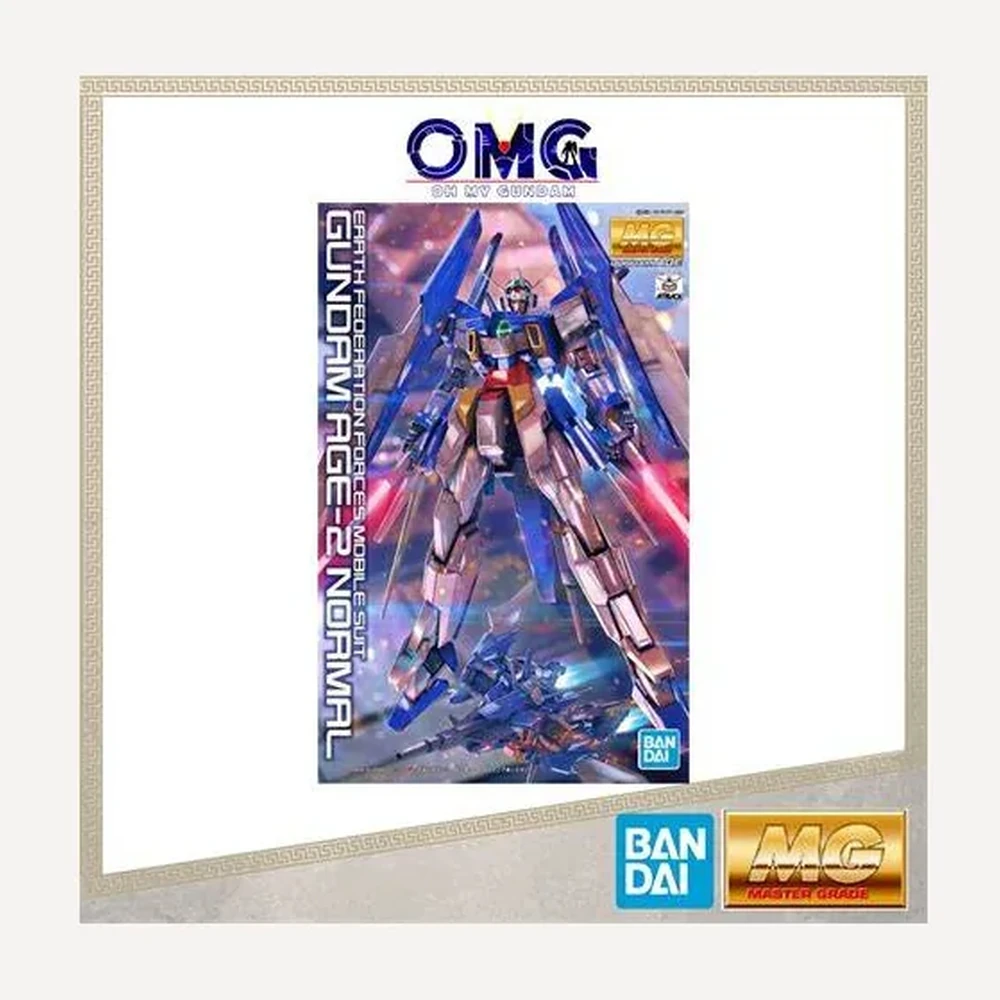 OMG
OH MY GUNDAM
MG
EARTH FEDERATION FORCES MOBILE SUIT
GUNDAM AGE-2 NORMAL
BAN
DAI
BAN
DAI
MG
MASTER GRADE